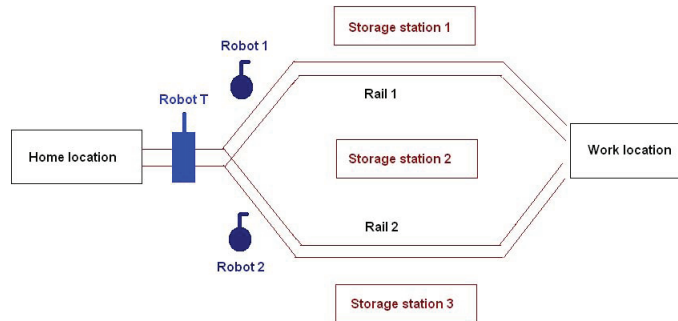 Storage station 1
Robot 1
Robot T
Rail 1
Home location
Storage station 2
Work location
Rail 2
Robot 2
Storage station 3